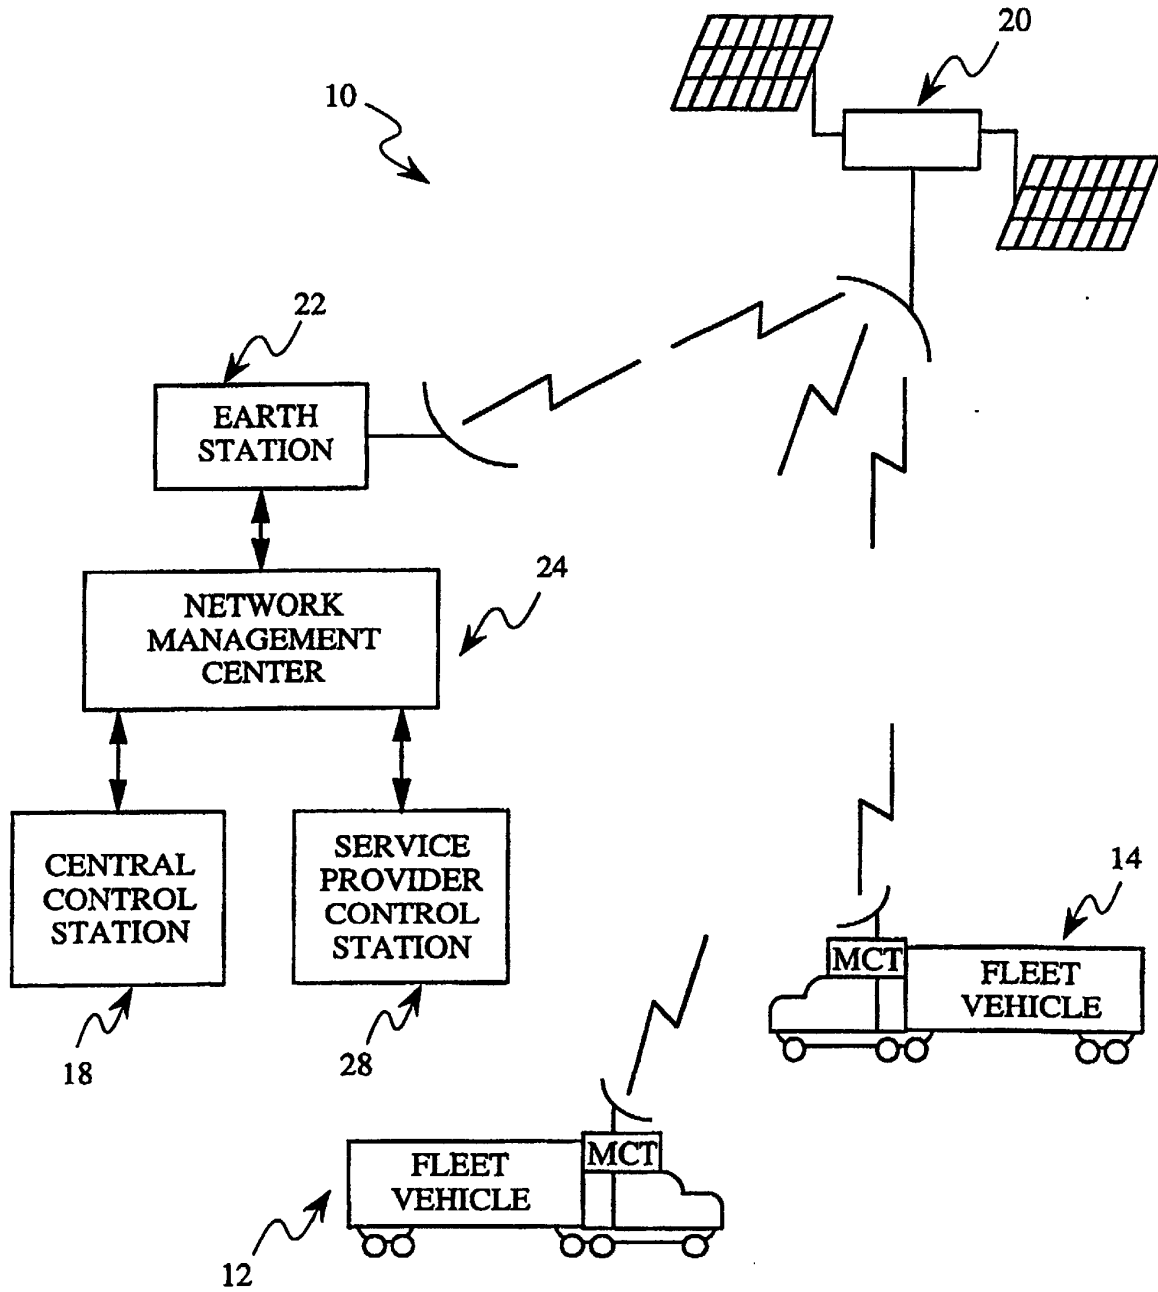 20
10
22
EARTH
STATION
24
NETWORK
MANAGEMENT
CENTER
CENTRAL
CONTROL
STATION
18
SERVICE
PROVIDER
CONTROL
STATION
28
14
MCT
FLEET
VEHICLE
MCT
FLEET
VEHICLE
12